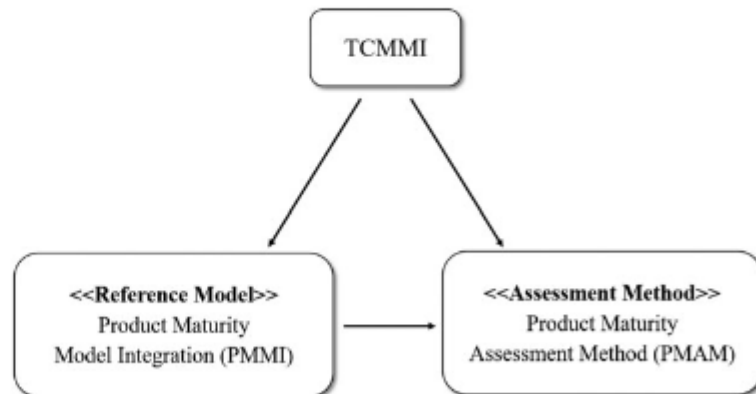 TCMMI
<<Reference Model>>
Product Maturity
Model Integration (PMMI)
<<Assessment Method>>
Product Maturity
Assessment Method (PMAM)